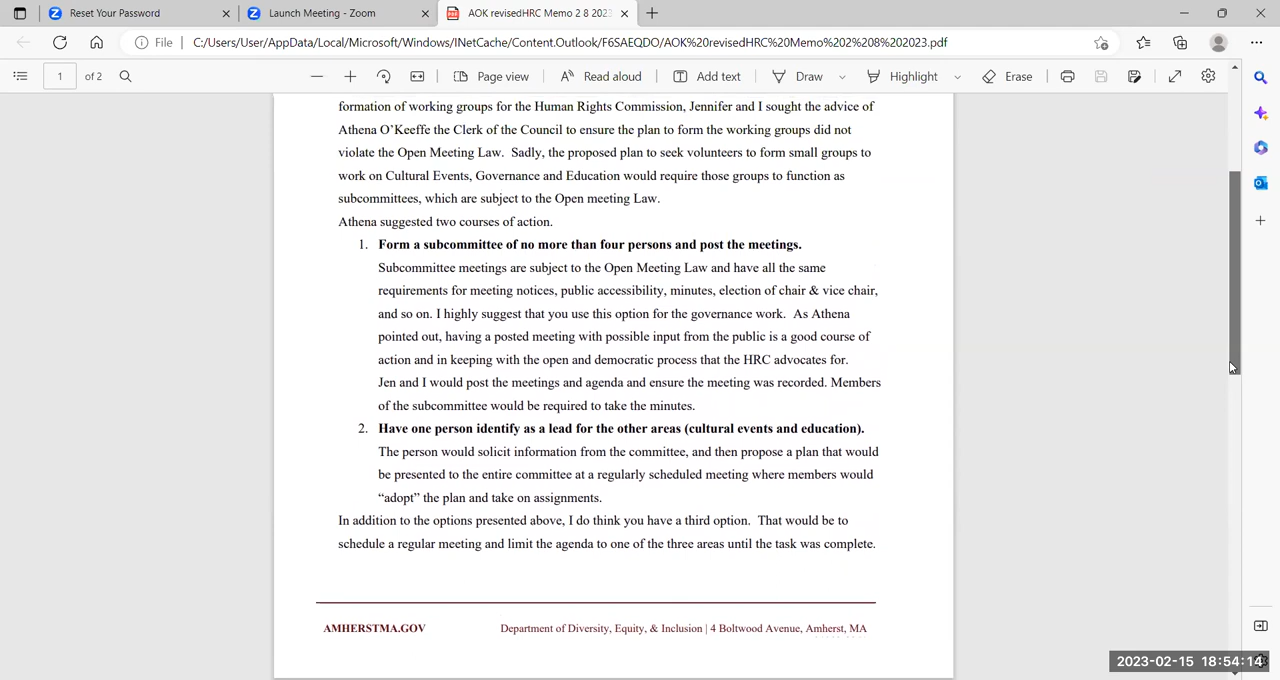 Reset Your Password
Launch Meeting - Zoom
AOK revisedHRC Memo 2 8 2023
File
C:/Users/User/AppData/Local/Microsoft/Windows/INetCache/Content.Outlook/F6SAEQDO/AOK%20revisedHRC%20Memo%202%208%202023.pdf
1 of 2
Page view
Read aloud
Add text
Draw
Highlight
Erase
formation of working groups for the Human Rights Commission, Jennifer and I sought the advice of
Athena O’Keeffe the Clerk of the Council to ensure the plan to form the working groups did not
violate the Open Meeting Law. Sadly, the proposed plan to seek volunteers to form small groups to
work on Cultural Events, Governance and Education would require those groups to function as
subcommittees, which are subject to the Open meeting Law.
Athena suggested two courses of action.
1. Form a subcommittee of no more than four persons and post the meetings.
Subcommittee meetings are subject to the Open Meeting Law and have all the same
requirements for meeting notices, public accessibility, minutes, election of chair & vice chair,
and so on. I highly suggest that you use this option for the governance work. As Athena
pointed out, having a posted meeting with possible input from the public is a good course of
action and in keeping with the open and democratic process that the HRC advocates for.
Jen and I would post the meetings and agenda and ensure the meeting was recorded. Members
of the subcommittee would be required to take the minutes.
2. Have one person identify as a lead for the other areas (cultural events and education).
The person would solicit information from the committee, and then propose a plan that would
be presented to the entire committee at a regularly scheduled meeting where members would
“adopt” the plan and take on assignments.
In addition to the options presented above, I do think you have a third option. That would be to
schedule a regular meeting and limit the agenda to one of the three areas until the task was complete.
AMHERSTMA.GOV
Department of Diversity, Equity, & Inclusion | 4 Boltwood Avenue, Amherst, MA
2023-02-15 18:54:14